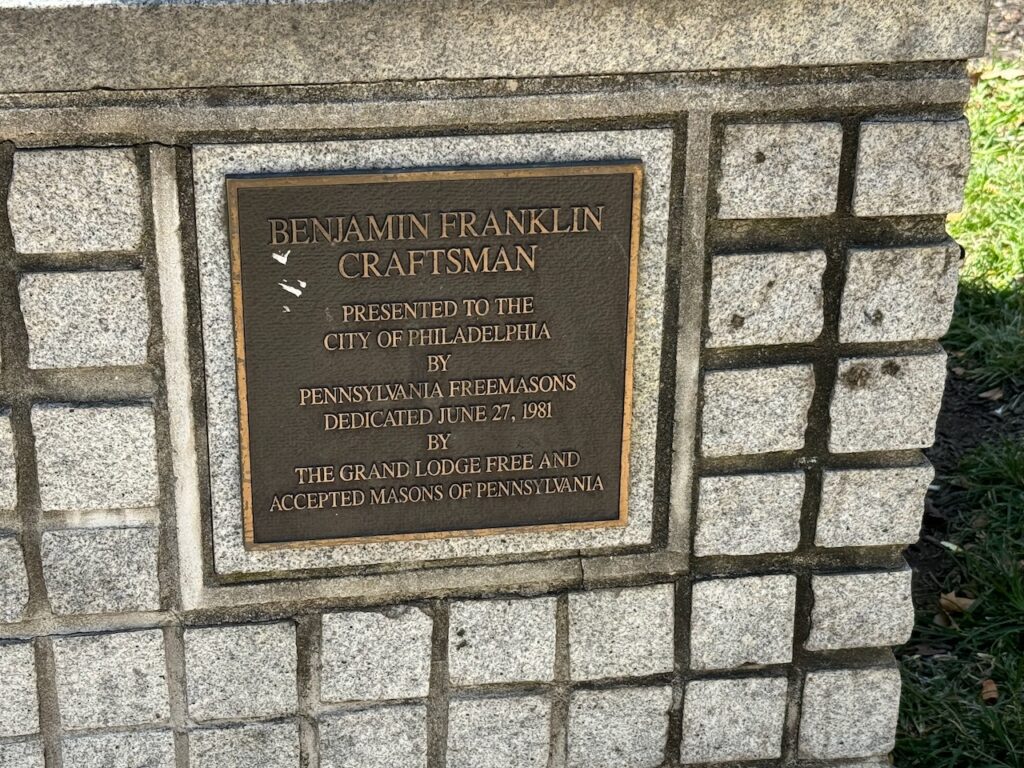 BENJAMIN FRANKLIN
CRAFTSMAN
PRESENTED TO THE
CITY OF PHILADELPHIA
BY
PENNSYLVANIA FREEMASONS
DEDICATED JUNE 27, 1981
BY
THE GRAND LODGE FREE AND
ACCEPTED MASONS OF PENNSYLVANIA